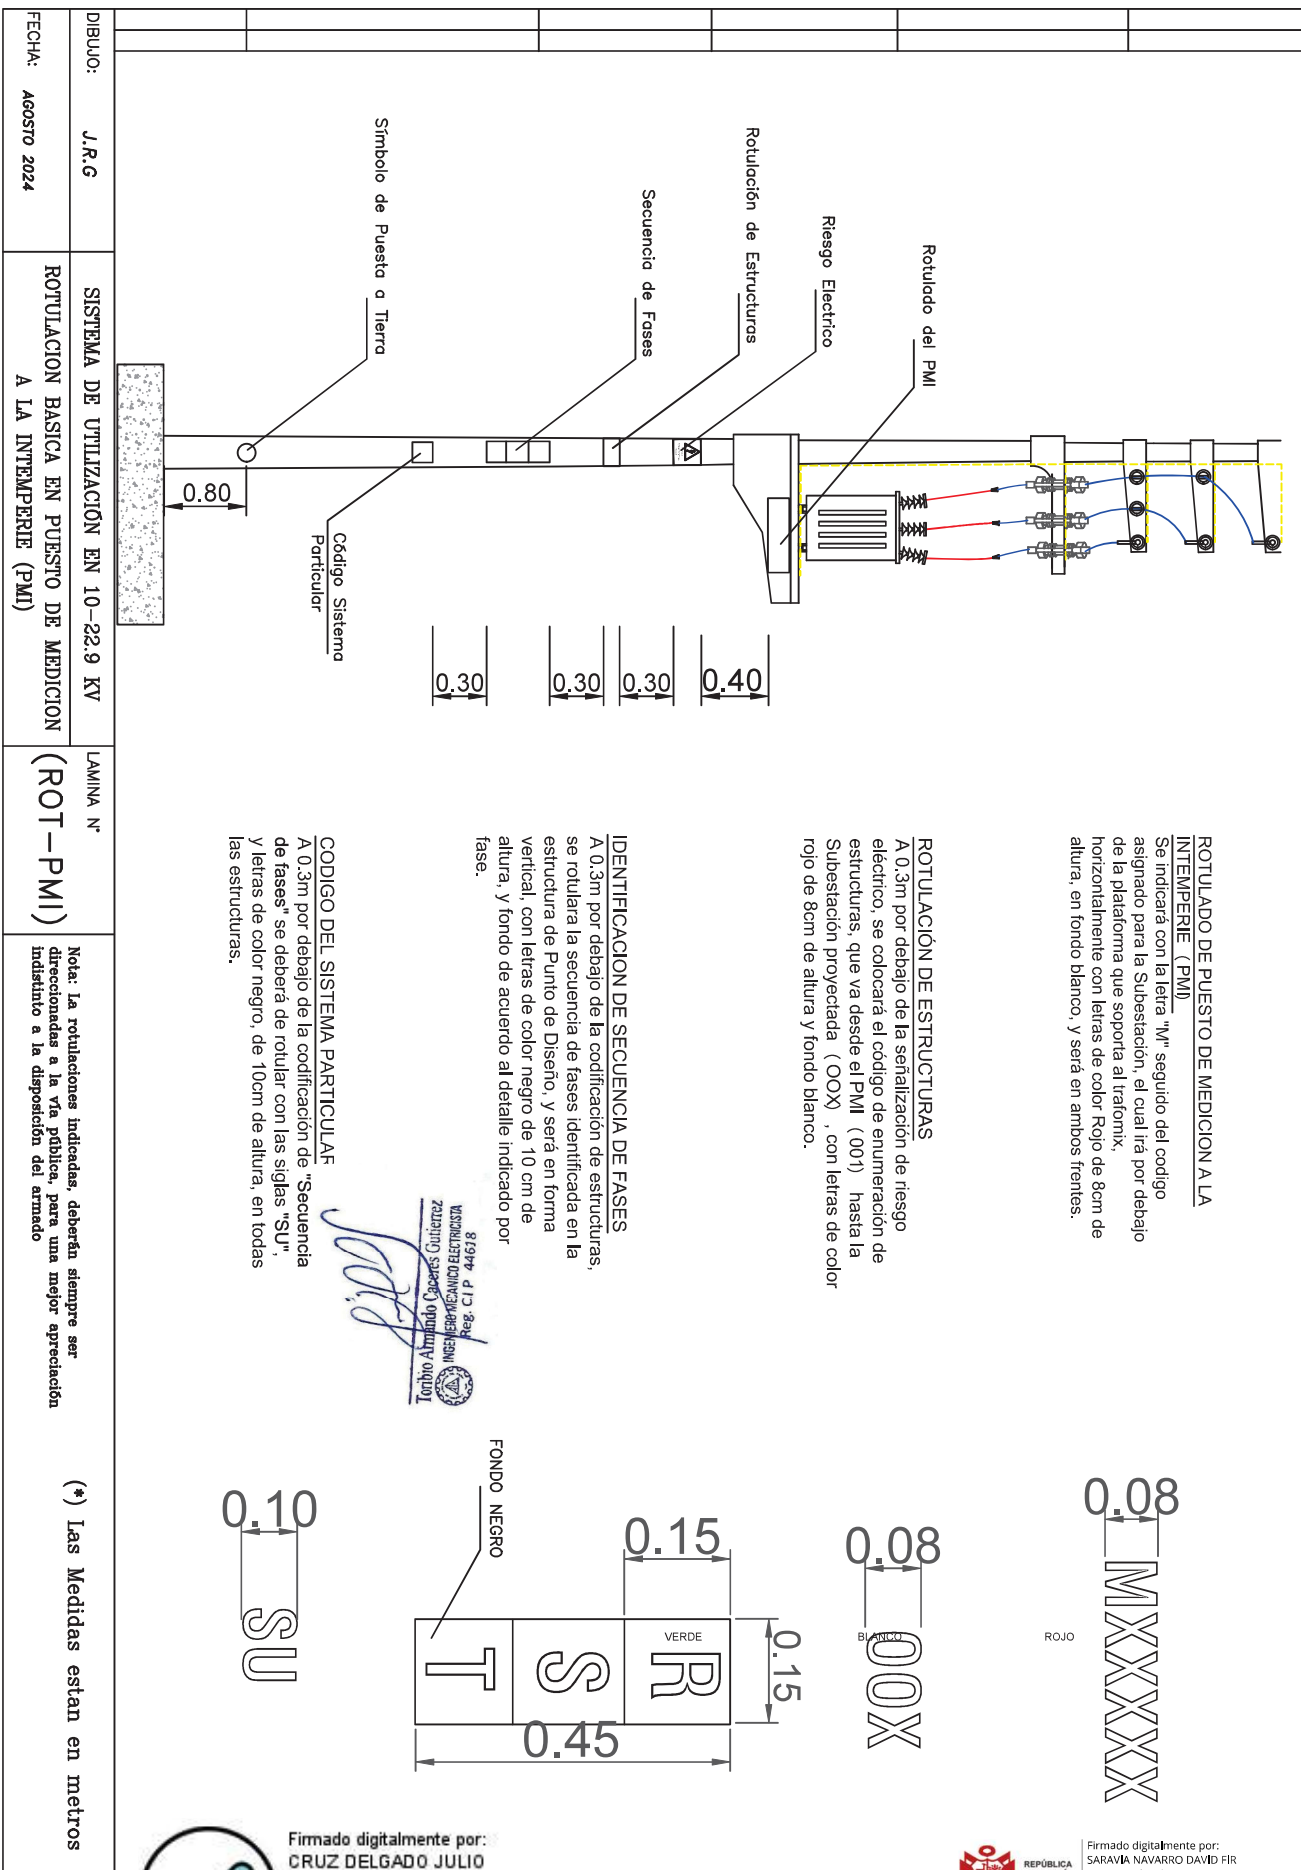 Rotulado del PMI
Riesgo Electrico
Rotulación de Estructuras
Secuencia de Fases
Símbolo de Puesta a Tierra
Código Sistema
Particular
0.80
0.30
0.30
0.30
0.40
ROTULADO DE PUESTO DE MEDICION A LA
INTEMPERIE (PMI)
Se indicará con la letra "M" seguido del codigo
asignado para la Subestación, el cual irá por debajo
de la plataforma que soporta al trafomix,
horizontalmente con letras de color Rojo de 8cm de
altura, en fondo blanco, y será en ambos frentes.
ROTULACIÓN DE ESTRUCTURAS
A 0.3m por debajo de la señalización de riesgo
eléctrico, se colocará el código de enumeración de
estructuras, que va desde el PMI (001) hasta la
Subestación proyectada (OOX) , con letras de color
rojo de 8cm de altura y fondo blanco.
IDENTIFICACION DE SECUENCIA DE FASES
A 0.3m por debajo de la codificación de estructuras,
se rotulara la secuencia de fases identificada en la
estructura de Punto de Diseño, y será en forma
vertical, con letras de color negro de 10 cm de
altura, y fondo de acuerdo al detalle indicado por
fase.
CODIGO DEL SISTEMA PARTICULAR
A 0.3m por debajo de la codificación de "Secuencia
de fases" se deberá de rotular con las siglas "SU",
y letras de color negro, de 10cm de altura, en todas
las estructuras.
Toribio Armando Caceres Gutierrez
INGENIERO MECANICO ELECTRICISTA
Reg. CIP 44618
0.08
MXXXXXX
ROJO
0.08
OOX
BLANCO
0.15
0.15
VERDE
R
S
T
0.45
FONDO NEGRO
0.10
SU
DIBUJO: J.R.G
FECHA: AGOSTO 2024
SISTEMA DE UTILIZACIÓN EN 10-22.9 KV
ROTULACION BASICA EN PUESTO DE MEDICION
A LA INTEMPERIE (PMI)
LAMINA N°
(ROT-PMI)
Nota: La rotulaciones indicadas, deberán siempre ser
direccionadas a la vía pública, para una mejor apreciación
indistinto a la disposición del armado
(*) Las Medidas estan en metros
Firmado digitalmente por:
CRUZ DELGADO JULIO
REPÚBLICA
Firmado digitalmente por:
SARAVIA NAVARRO DAVID FIR